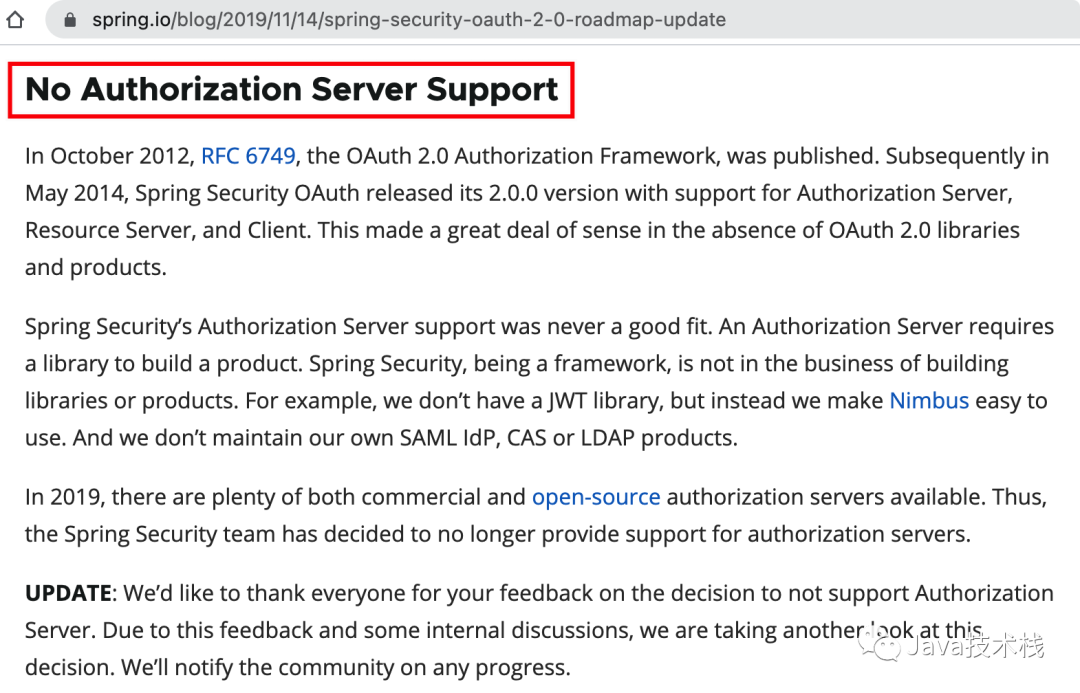 spring.io/blog/2019/11/14/spring-security-oauth-2-0-roadmap-update
No Authorization Server Support
In October 2012, RFC 6749, the OAuth 2.0 Authorization Framework, was published. Subsequently in
May 2014, Spring Security OAuth released its 2.0.0 version with support for Authorization Server,
Resource Server, and Client. This made a great deal of sense in the absence of OAuth 2.0 libraries
and products.
Spring Security’s Authorization Server support was never a good fit. An Authorization Server requires
a library to build a product. Spring Security, being a framework, is not in the business of building
libraries or products. For example, we don’t have a JWT library, but instead we make Nimbus easy to
use. And we don’t maintain our own SAML IdP, CAS or LDAP products.
In 2019, there are plenty of both commercial and open-source authorization servers available. Thus,
the Spring Security team has decided to no longer provide support for authorization servers.
UPDATE: We’d like to thank everyone for your feedback on the decision to not support Authorization
Server. Due to this feedback and some internal discussions, we are taking another look at this
decision. We’ll notify the community on any progress.
Java技术栈